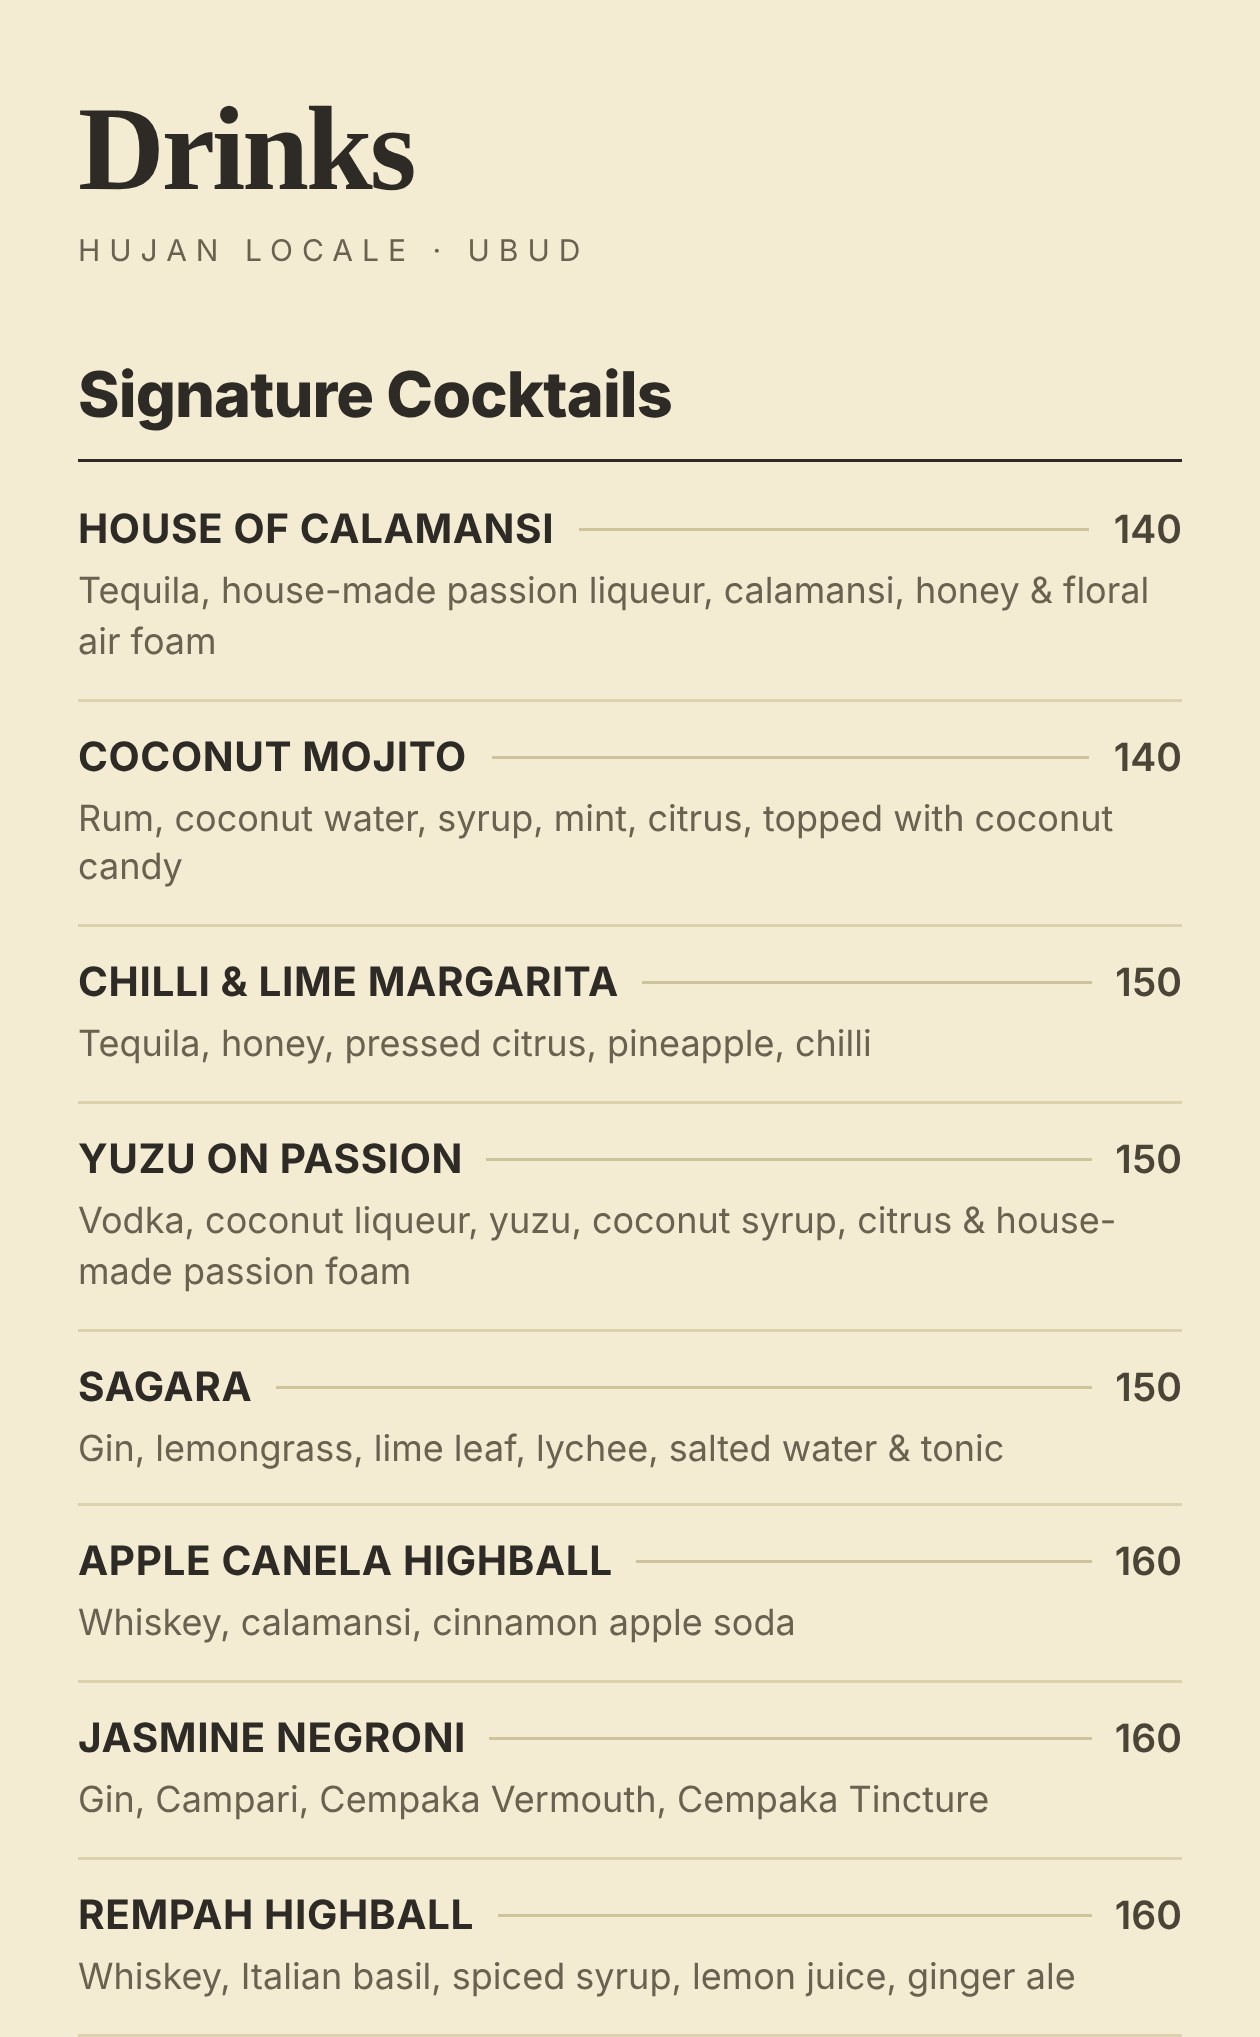 Drinks
HUJAN LOCALE · UBUD
Signature Cocktails
HOUSE OF CALAMANSI 140
Tequila, house-made passion liqueur, calamansi, honey & floral
air foam
COCONUT MOJITO 140
Rum, coconut water, syrup, mint, citrus, topped with coconut
candy
CHILLI & LIME MARGARITA 150
Tequila, honey, pressed citrus, pineapple, chilli
YUZU ON PASSION 150
Vodka, coconut liqueur, yuzu, coconut syrup, citrus & house-
made passion foam
SAGARA 150
Gin, lemongrass, lime leaf, lychee, salted water & tonic
APPLE CANELA HIGHBALL 160
Whiskey, calamansi, cinnamon apple soda
JASMINE NEGRONI 160
Gin, Campari, Cempaka Vermouth, Cempaka Tincture
REMPAH HIGHBALL 160
Whiskey, Italian basil, spiced syrup, lemon juice, ginger ale